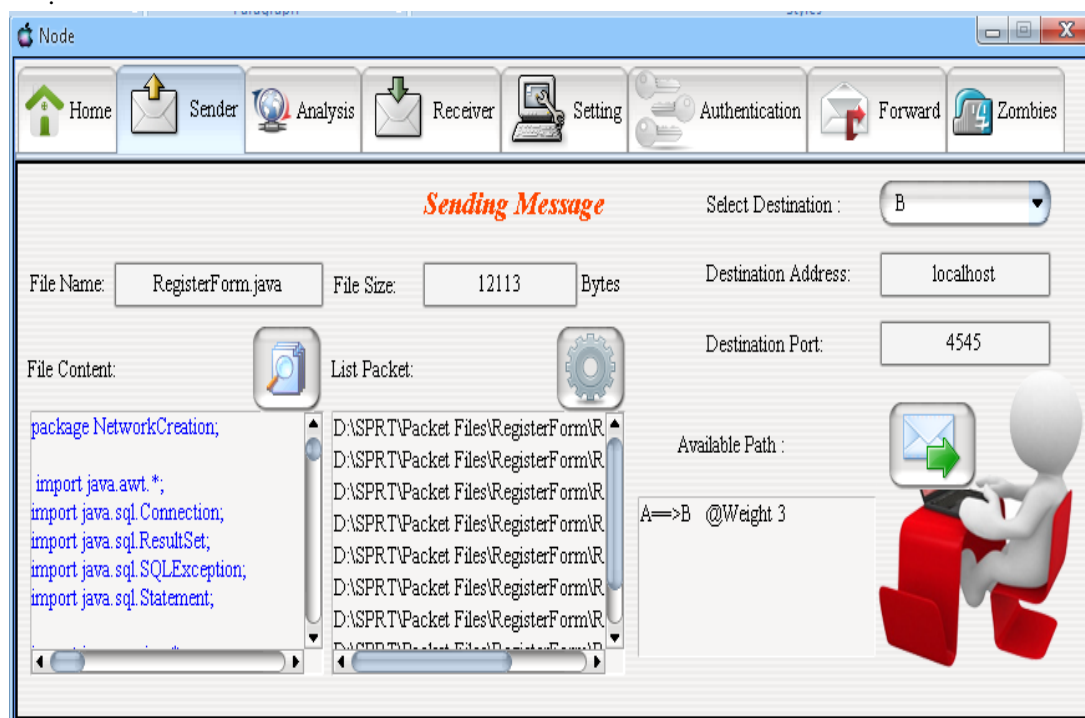 Node
Home
Sender
Analysis
Receiver
Setting
Authentication
Forward
Zombies
Sending Message
Select Destination :
B
File Name:
RegisterForm.java
File Size:
12113
Bytes
Destination Address:
localhost
Destination Port:
4545
File Content:
List Packet:
package NetworkCreation;
import java.awt.*;
import java.sql.Connection;
import java.sql.ResultSet;
import java.sql.SQLException;
import java.sql.Statement;
D:\SPRT\Packet Files\RegisterForm\R
D:\SPRT\Packet Files\RegisterForm\R
D:\SPRT\Packet Files\RegisterForm\R
D:\SPRT\Packet Files\RegisterForm\R
D:\SPRT\Packet Files\RegisterForm\R
D:\SPRT\Packet Files\RegisterForm\R
D:\SPRT\Packet Files\RegisterForm\R
D:\SPRT\Packet Files\RegisterForm\R
Available Path :
A==>B @Weight 3